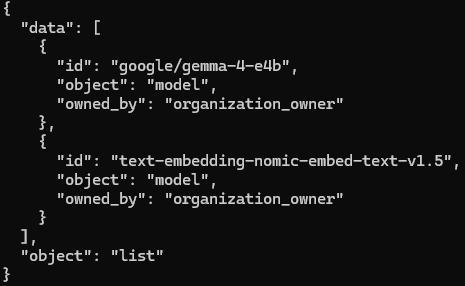 {
  "data": [
    {
      "id": "google/gemma-4-e4b",
      "object": "model",
      "owned_by": "organization_owner"
    },
    {
      "id": "text-embedding-nomic-embed-text-v1.5",
      "object": "model",
      "owned_by": "organization_owner"
    }
  ],
  "object": "list"
}